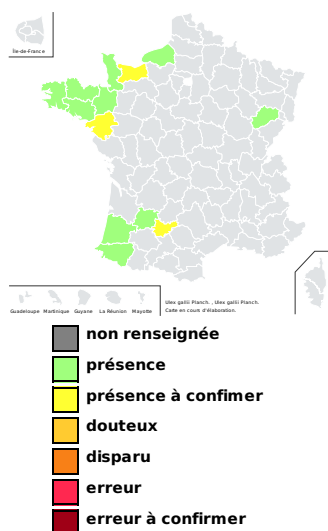 Île-de-France
Guadeloupe Martinique Guyane La Réunion Mayotte
Ulex gallii Planch. , Ulex gallii Planch.
Carte en cours d'élaboration.
non renseignée
présence
présence à confimer
douteux
disparu
erreur
erreur à confirmer